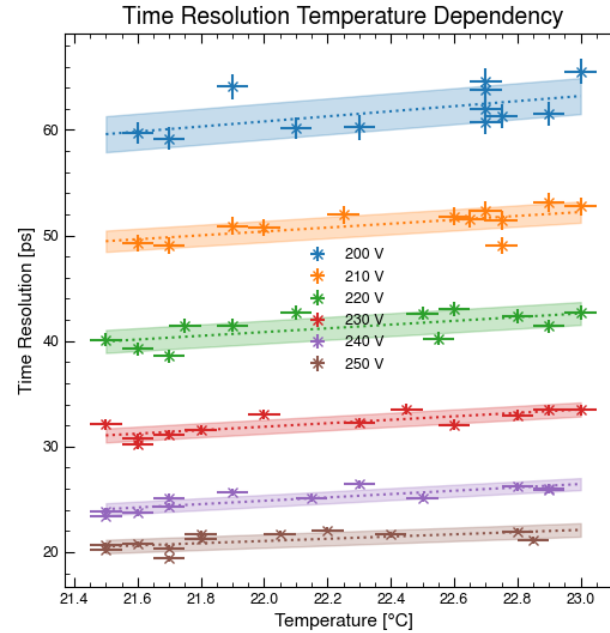 Time Resolution Temperature Dependency
Time Resolution [ps]
60
50
40
30
20
200 V
210 V
220 V
230 V
240 V
250 V
21.4 21.6 21.8 22.0 22.2 22.4 22.6 22.8 23.0
Temperature [°C]